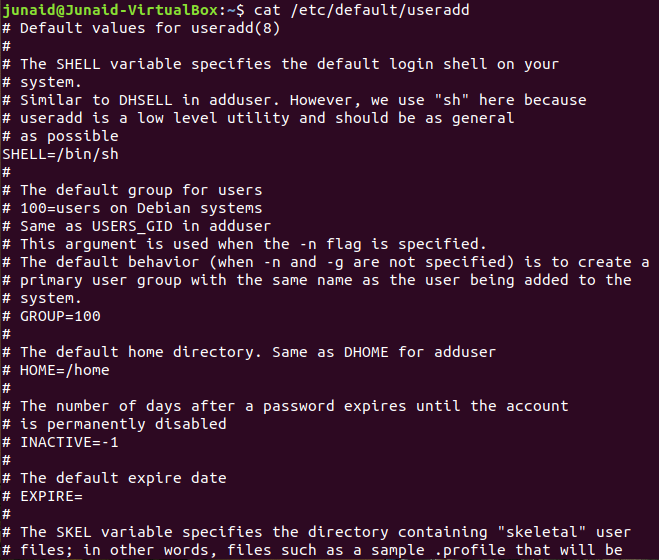 junaid@Junaid-VirtualBox:~$ cat /etc/default/useradd
# Default values for useradd(8)
#
# The SHELL variable specifies the default login shell on your
# system.
# Similar to DHSELL in adduser. However, we use "sh" here because
# useradd is a low level utility and should be as general
# as possible
SHELL=/bin/sh
#
# The default group for users
# 100=users on Debian systems
# Same as USERS_GID in adduser
# This argument is used when the -n flag is specified.
# The default behavior (when -n and -g are not specified) is to create a
# primary user group with the same name as the user being added to the
# system.
# GROUP=100
#
# The default home directory. Same as DHOME for adduser
# HOME=/home
#
# The number of days after a password expires until the account
# is permanently disabled
# INACTIVE=-1
#
# The default expire date
# EXPIRE=
#
# The SKEL variable specifies the directory containing "skeletal" user
# files; in other words, files such as a sample .profile that will be